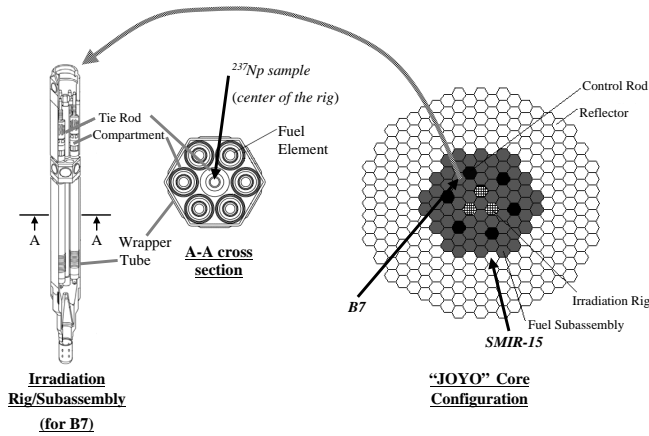 ²³⁷Np sample
(center of the rig)
Tie Rod
Compartment
Fuel
Element
A
A
Wrapper
Tube
A-A cross
section
Irradiation
Rig/Subassembly
(for B7)
Control Rod
Reflector
B7
Irradiation Rig
Fuel Subassembly
SMIR-15
“JOYO” Core
Configuration